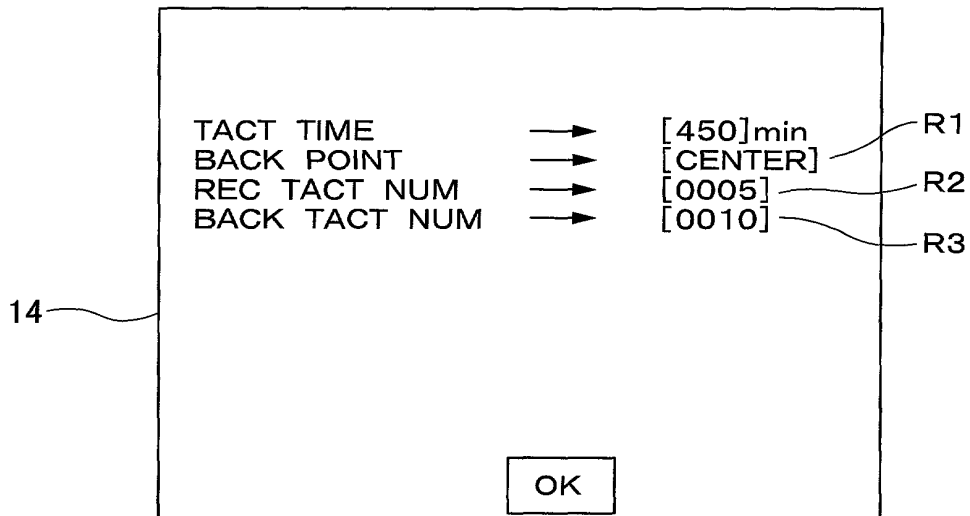 TACT TIME → [450]min
BACK POINT → [CENTER]
REC TACT NUM → [0005]
BACK TACT NUM → [0010]
R1
R2
R3
14
OK